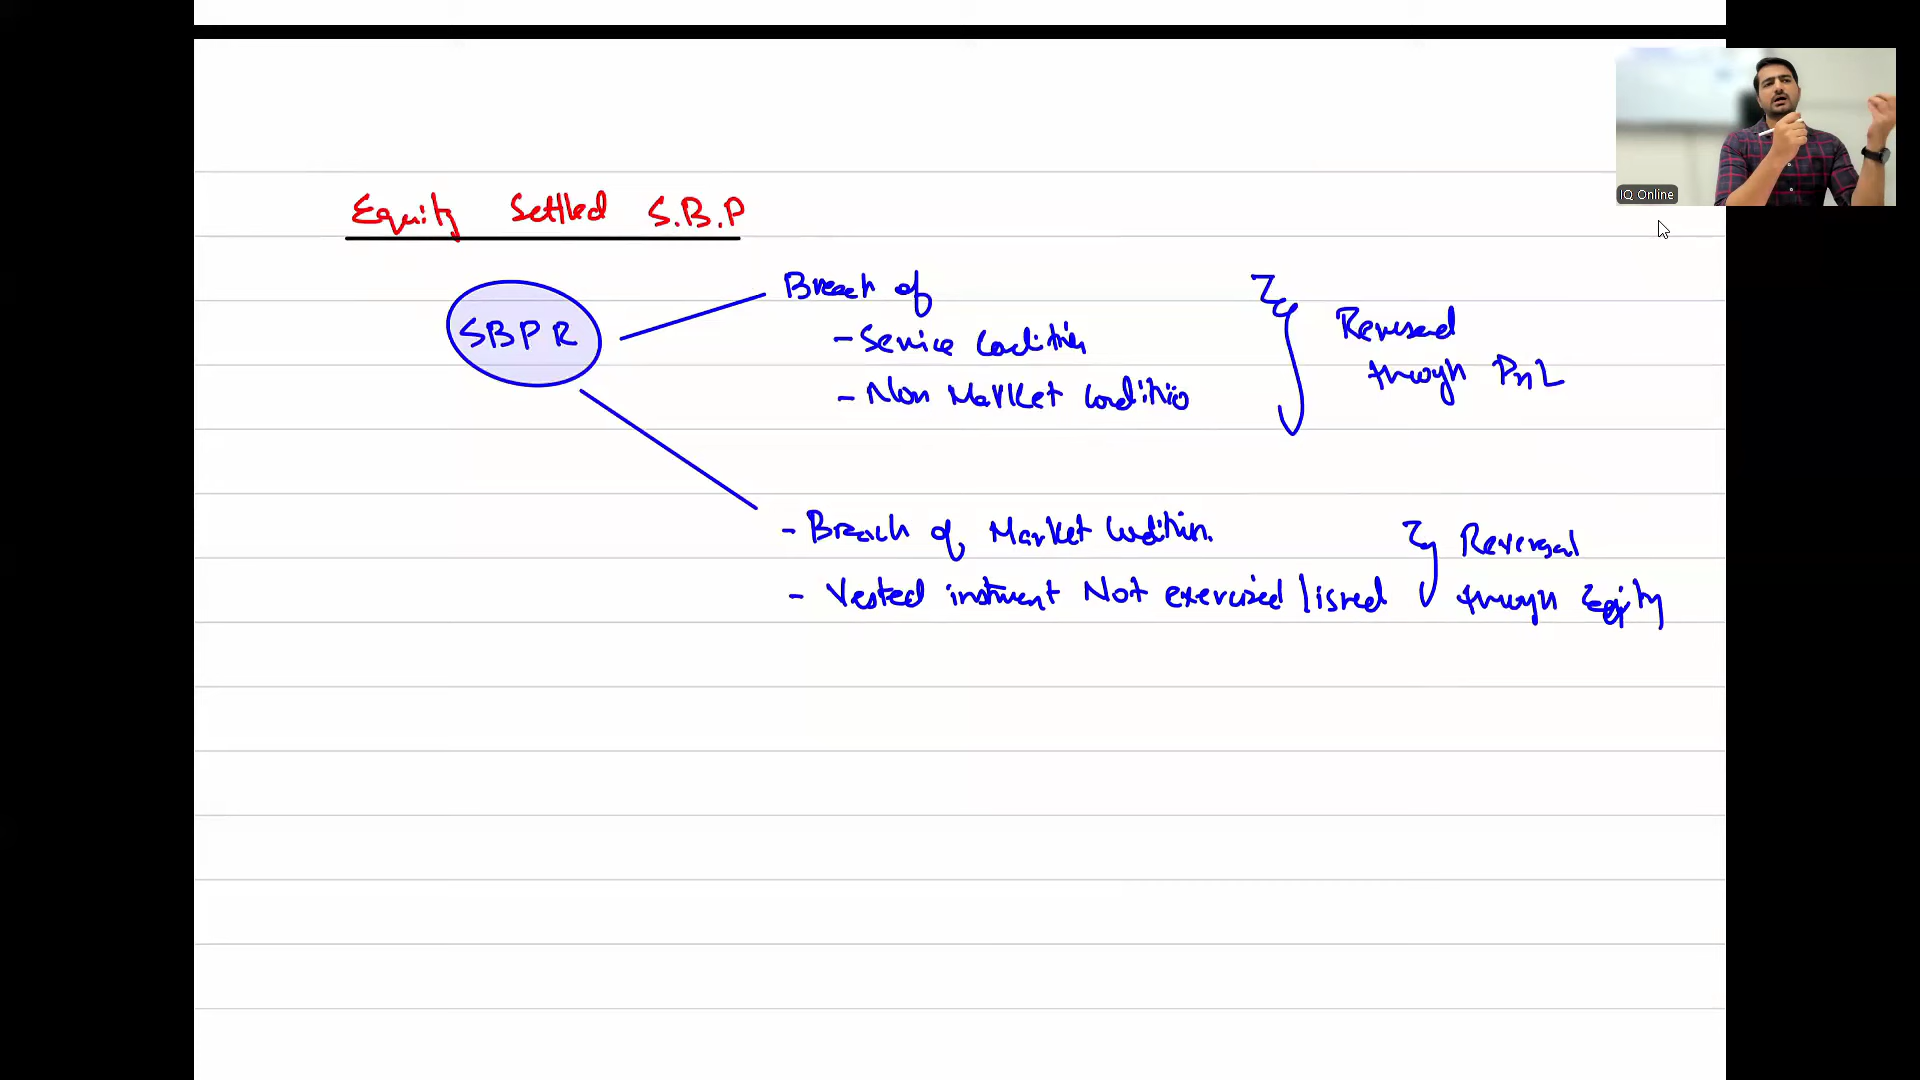 IQ Online
Equity Settled S.B.P
SBPR
Breach of
- Service Condition
- Non Market Condition
Reversed
through PnL
- Breach of Market Condition.
- Vested instrument Not exercised / issued
Reversal
through Equity